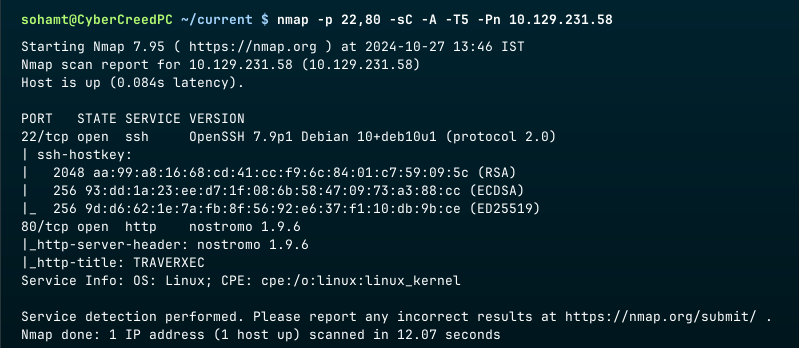 sohamt@CyberCreedPC ~/current $ nmap -p 22,80 -sC -A -T5 -Pn 10.129.231.58
Starting Nmap 7.95 ( https://nmap.org ) at 2024-10-27 13:46 IST
Nmap scan report for 10.129.231.58 (10.129.231.58)
Host is up (0.084s latency).
PORT   STATE SERVICE VERSION
22/tcp open  ssh     OpenSSH 7.9p1 Debian 10+deb10u1 (protocol 2.0)
| ssh-hostkey:
|   2048 aa:99:a8:16:68:cd:41:cc:f9:6c:84:01:c7:59:09:5c (RSA)
|   256 93:dd:1a:23:ee:d7:1f:08:6b:58:47:09:73:a3:88:cc (ECDSA)
|_  256 9d:d6:62:1e:7a:fb:8f:56:92:e6:37:f1:10:db:9b:ce (ED25519)
80/tcp open  http    nostromo 1.9.6
|_http-server-header: nostromo 1.9.6
|_http-title: TRAVERXEC
Service Info: OS: Linux; CPE: cpe:/o:linux:linux_kernel
Service detection performed. Please report any incorrect results at https://nmap.org/submit/ .
Nmap done: 1 IP address (1 host up) scanned in 12.07 seconds